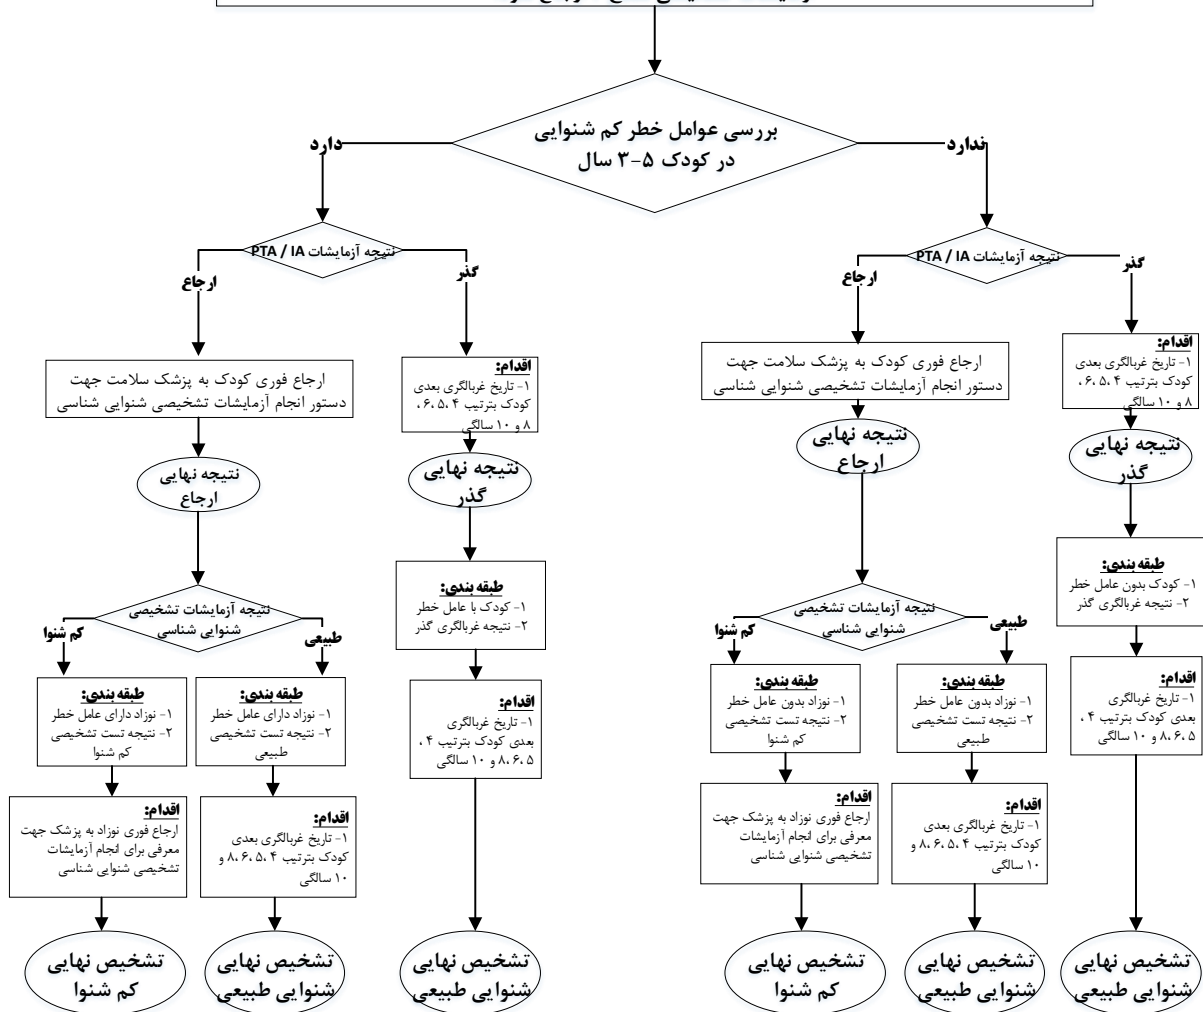 بررسی عوامل خطر کم شنوایی
در کودک ۵-۳ سال
ندارد
دارد
نتیجه آزمایشات PTA / IA
گذر
ارجاع
نتیجه آزمایشات PTA / IA
گذر
ارجاع
اقدام:
۱- تاریخ غربالگری بعدی
کودک بترتیب ۴ ،۵ ،۶ ،
۸ و ۱۰ سالگی
ارجاع فوری کودک به پزشک سلامت جهت
دستور انجام آزمایشات تشخیصی شنوایی شناسی
اقدام:
۱- تاریخ غربالگری بعدی
کودک بترتیب ۴ ،۵ ،۶ ،
۸ و ۱۰ سالگی
ارجاع فوری کودک به پزشک سلامت جهت
دستور انجام آزمایشات تشخیصی شنوایی شناسی
نتیجه نهایی
گذر
نتیجه نهایی
ارجاع
نتیجه نهایی
گذر
نتیجه نهایی
ارجاع
طبقه بندی:
۱- کودک بدون عامل خطر
۲- نتیجه غربالگری گذر
نتیجه آزمایشات تشخیصی
شنوایی شناسی
طبیعی
کم شنوا
طبقه بندی:
۱- کودک با عامل خطر
۲- نتیجه غربالگری گذر
نتیجه آزمایشات تشخیصی
شنوایی شناسی
طبیعی
کم شنوا
اقدام:
۱- تاریخ غربالگری
بعدی کودک بترتیب ۴ ،
۵ ،۶ ،۸ و ۱۰ سالگی
طبقه بندی:
۱- نوزاد بدون عامل خطر
۲- نتیجه تست تشخیصی
طبیعی
طبقه بندی:
۱- نوزاد بدون عامل خطر
۲- نتیجه تست تشخیصی
کم شنوا
اقدام:
۱- تاریخ غربالگری
بعدی کودک بترتیب ۴ ،
۵ ،۶ ،۸ و ۱۰ سالگی
طبقه بندی:
۱- نوزاد دارای عامل خطر
۲- نتیجه تست تشخیصی
طبیعی
طبقه بندی:
۱- نوزاد دارای عامل خطر
۲- نتیجه تست تشخیصی
کم شنوا
اقدام:
۱- تاریخ غربالگری بعدی
کودک بترتیب ۴ ،۵ ،۶ ،۸ و
۱۰ سالگی
اقدام:
ارجاع فوری نوزاد به پزشک جهت
معرفی برای انجام آزمایشات
تشخیصی شنوایی شناسی
اقدام:
۱- تاریخ غربالگری بعدی
کودک بترتیب ۴ ،۵ ،۶ ،۸ و
۱۰ سالگی
اقدام:
ارجاع فوری نوزاد به پزشک جهت
معرفی برای انجام آزمایشات
تشخیصی شنوایی شناسی
تشخیص نهایی
شنوایی طبیعی
تشخیص نهایی
شنوایی طبیعی
تشخیص نهایی
کم شنوا
تشخیص نهایی
شنوایی طبیعی
تشخیص نهایی
شنوایی طبیعی
تشخیص نهایی
کم شنوا